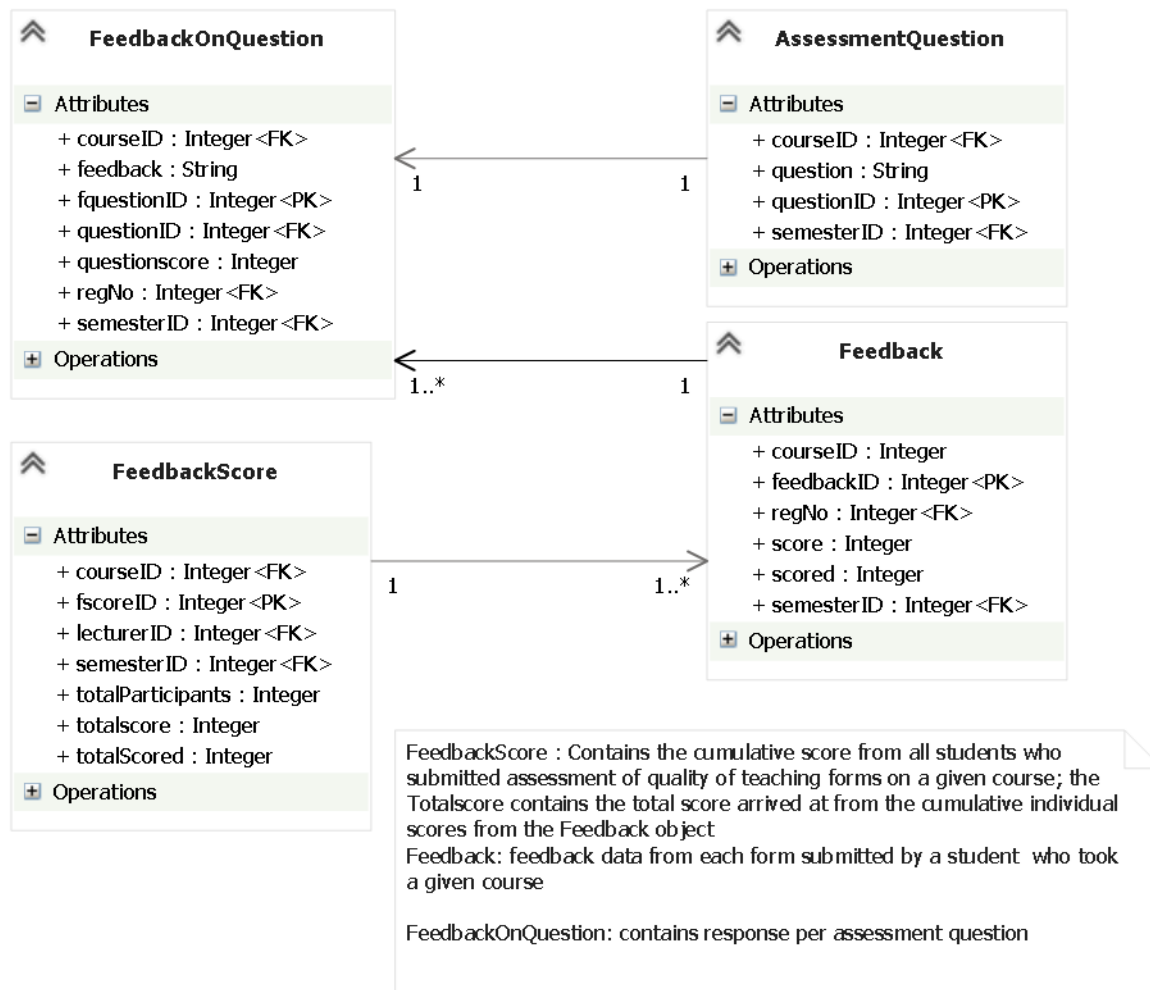 FeedbackOnQuestion
Attributes
+ courseID : Integer<FK>
+ feedback : String
+ fquestionID : Integer<PK>
+ questionID : Integer<FK>
+ questionscore : Integer
+ regNo : Integer<FK>
+ semesterID : Integer<FK>
Operations
1
1
AssessmentQuestion
Attributes
+ courseID : Integer<FK>
+ question : String
+ questionID : Integer<PK>
+ semesterID : Integer<FK>
Operations
1..*
1
Feedback
Attributes
+ courseID : Integer
+ feedbackID : Integer<PK>
+ regNo : Integer<FK>
+ score : Integer
+ scored : Integer
+ semesterID : Integer<FK>
Operations
FeedbackScore
Attributes
+ courseID : Integer<FK>
+ fscoreID : Integer<PK>
+ lecturerID : Integer<FK>
+ semesterID : Integer<FK>
+ totalParticipants : Integer
+ totalscore : Integer
+ totalScored : Integer
Operations
1
1..*
FeedbackScore : Contains the cumulative score from all students who
submitted assessment of quality of teaching forms on a given course; the
Totalscore contains the total score arrived at from the cumulative individual
scores from the Feedback object
Feedback: feedback data from each form submitted by a student who took
a given course
FeedbackOnQuestion: contains response per assessment question